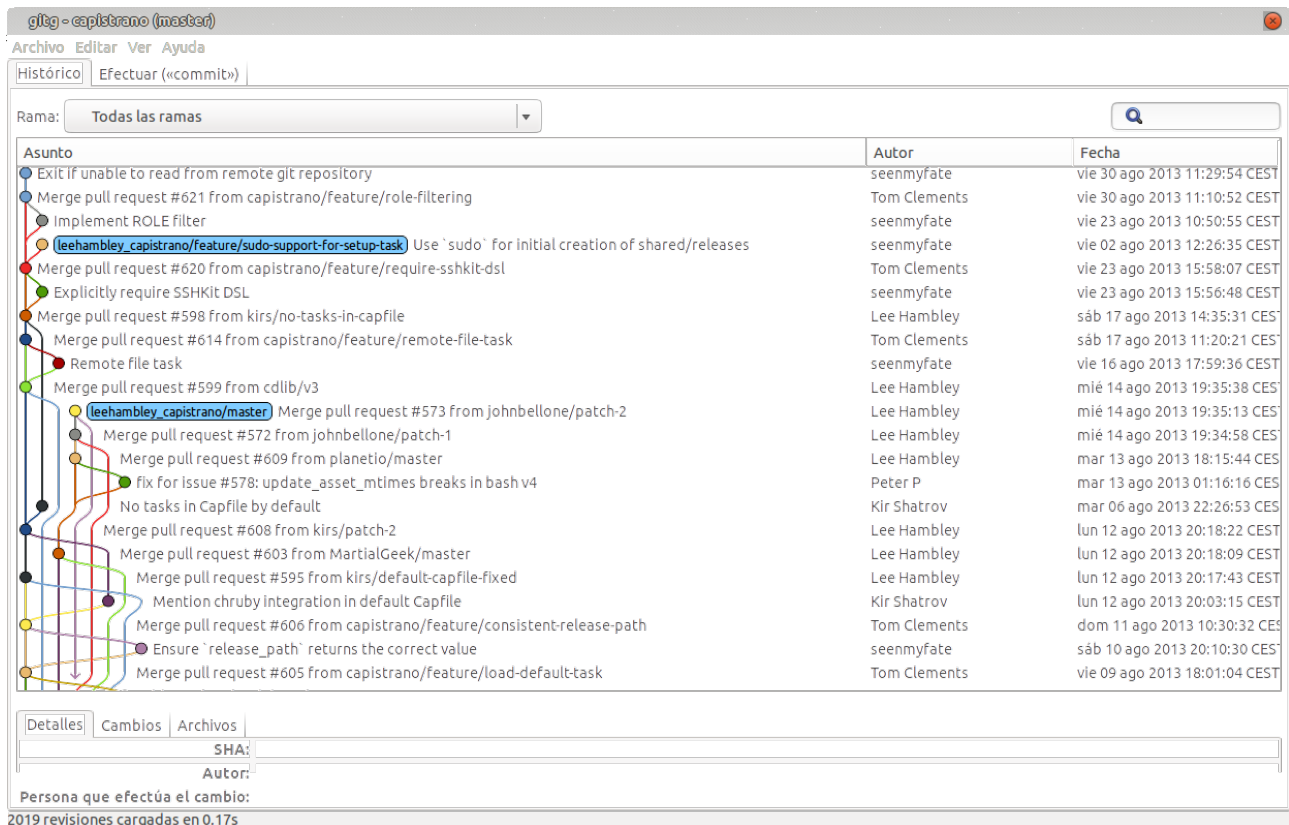 gitg - capistrano (master)
Archivo Editar Ver Ayuda
Histórico Efectuar («commit»)
Rama: Todas las ramas
Asunto Autor Fecha
Exit if unable to read from remote git repository seenmyfate vie 30 ago 2013 11:29:54 CEST
Merge pull request #621 from capistrano/feature/role-filtering Tom Clements vie 30 ago 2013 11:10:52 CEST
Implement ROLE filter seenmyfate vie 23 ago 2013 10:50:55 CEST
leehambley_capistrano/feature/sudo-support-for-setup-task Use `sudo` for initial creation of shared/releases seenmyfate vie 02 ago 2013 12:26:35 CEST
Merge pull request #620 from capistrano/feature/require-sshkit-dsl Tom Clements vie 23 ago 2013 15:58:07 CEST
Explicitly require SSHKit DSL seenmyfate vie 23 ago 2013 15:56:48 CEST
Merge pull request #598 from kirs/no-tasks-in-capfile Lee Hambley sáb 17 ago 2013 14:35:31 CES
Merge pull request #614 from capistrano/feature/remote-file-task Tom Clements sáb 17 ago 2013 11:20:21 CES
Remote file task seenmyfate vie 16 ago 2013 17:59:36 CEST
Merge pull request #599 from cdlib/v3 Lee Hambley mié 14 ago 2013 19:35:38 CES
leehambley_capistrano/master Merge pull request #573 from johnbellone/patch-2 Lee Hambley mié 14 ago 2013 19:35:13 CES
Merge pull request #572 from johnbellone/patch-1 Lee Hambley mié 14 ago 2013 19:34:58 CES
Merge pull request #609 from planetio/master Lee Hambley mar 13 ago 2013 18:15:44 CES
fix for issue #578: update_asset_mtimes breaks in bash v4 Peter P mar 13 ago 2013 01:16:16 CES
No tasks in Capfile by default Kir Shatrov mar 06 ago 2013 22:26:53 CES
Merge pull request #608 from kirs/patch-2 Lee Hambley lun 12 ago 2013 20:18:22 CEST
Merge pull request #603 from MartialGeek/master Lee Hambley lun 12 ago 2013 20:18:09 CEST
Merge pull request #595 from kirs/default-capfile-fixed Lee Hambley lun 12 ago 2013 20:17:43 CEST
Mention chruby integration in default Capfile Kir Shatrov lun 12 ago 2013 20:03:15 CEST
Merge pull request #606 from capistrano/feature/consistent-release-path Tom Clements dom 11 ago 2013 10:30:32 CES
Ensure `release_path` returns the correct value seenmyfate sáb 10 ago 2013 20:10:30 CES
Merge pull request #605 from capistrano/feature/load-default-task Tom Clements vie 09 ago 2013 18:01:04 CEST
Detalles Cambios Archivos
SHA:
Autor:
Persona que efectúa el cambio:
2019 revisiones cargadas en 0.17s